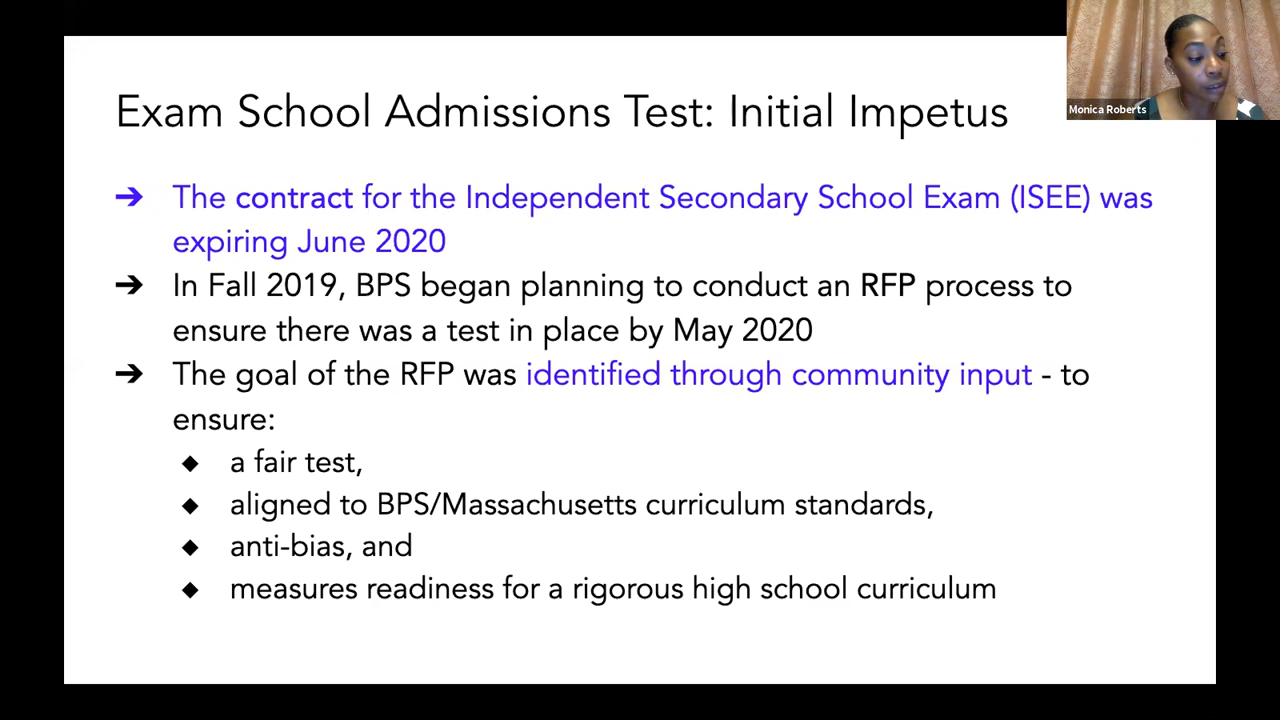 Exam School Admissions Test: Initial Impetus
Monica Roberts
➔ The contract for the Independent Secondary School Exam (ISEE) was
expiring June 2020
➔ In Fall 2019, BPS began planning to conduct an RFP process to
ensure there was a test in place by May 2020
➔ The goal of the RFP was identified through community input - to
ensure:
◆ a fair test,
◆ aligned to BPS/Massachusetts curriculum standards,
◆ anti-bias, and
◆ measures readiness for a rigorous high school curriculum